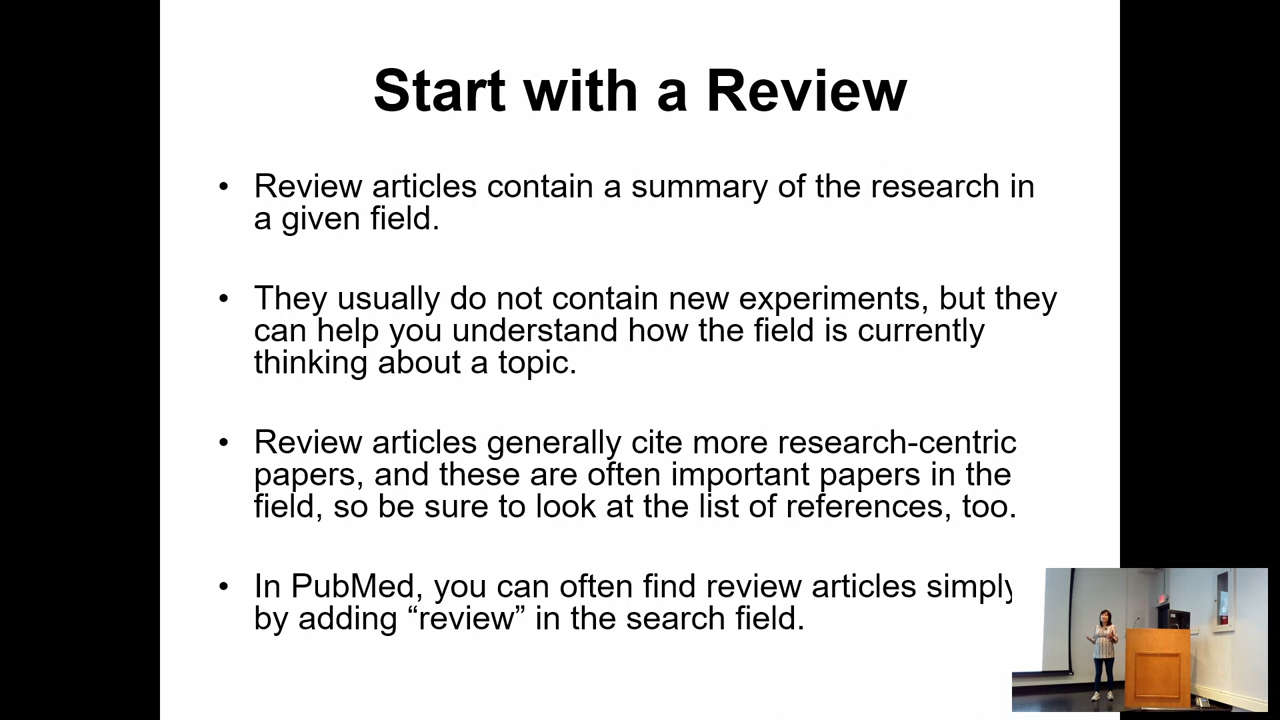 Start with a Review
• Review articles contain a summary of the research in
a given field.
• They usually do not contain new experiments, but they
can help you understand how the field is currently
thinking about a topic.
• Review articles generally cite more research-centric
papers, and these are often important papers in the
field, so be sure to look at the list of references, too.
• In PubMed, you can often find review articles simply
by adding “review” in the search field.